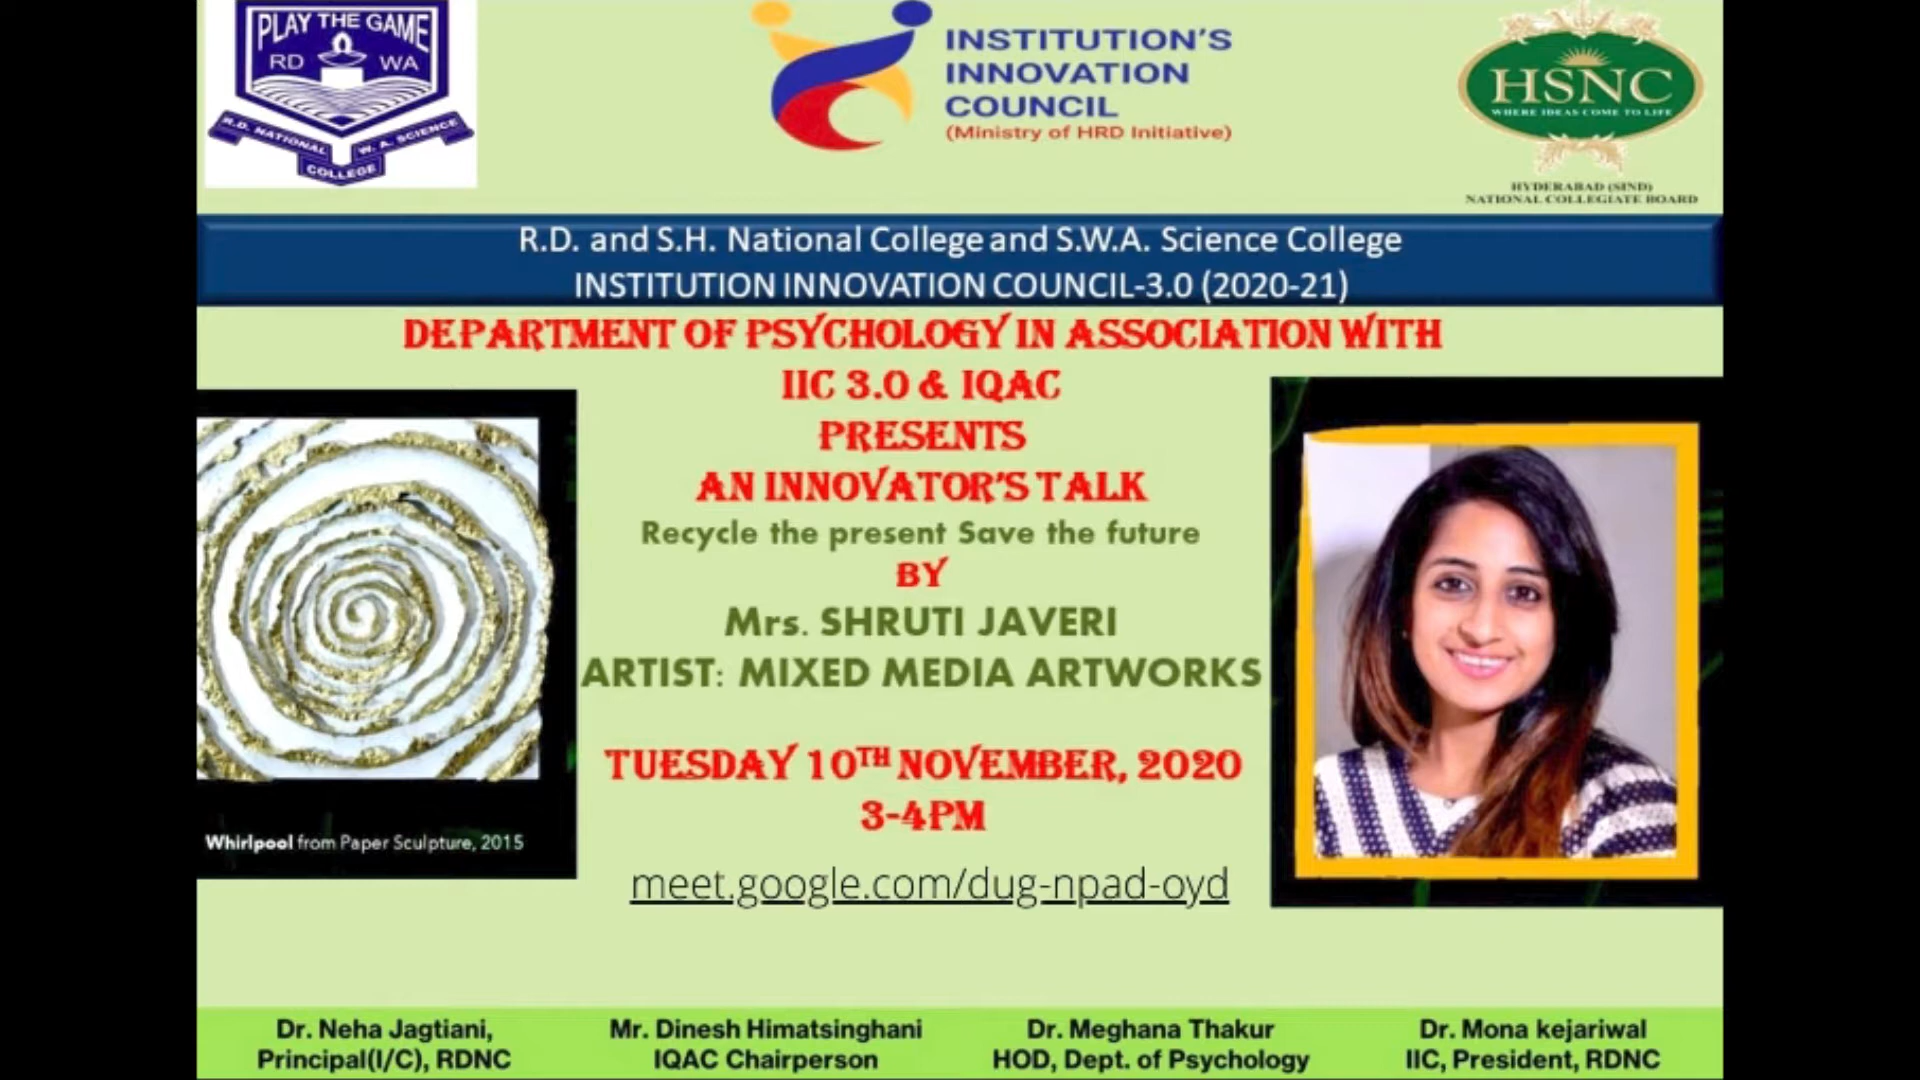 PLAY THE GAME
RD WA
R.D. NATIONAL W. A. SCIENCE
COLLEGE
INSTITUTION'S
INNOVATION
COUNCIL
(Ministry of HRD Initiative)
HSNC
WHERE IDEAS COME TO LIFE
HYDERABAD (SIND)
NATIONAL COLLEGIATE BOARD
R.D. and S.H. National College and S.W.A. Science College
INSTITUTION INNOVATION COUNCIL-3.0 (2020-21)
DEPARTMENT OF PSYCHOLOGY IN ASSOCIATION WITH
IIC 3.0 & IQAC
PRESENTS
AN INNOVATOR'S TALK
Recycle the present Save the future
BY
Mrs. SHRUTI JAVERI
ARTIST: MIXED MEDIA ARTWORKS
TUESDAY 10TH NOVEMBER, 2020
3-4PM
Whirlpool from Paper Sculpture, 2015
meet.google.com/dug-npad-oyd
Dr. Neha Jagtiani,
Principal(I/C), RDNC
Mr. Dinesh Himatsinghani
IQAC Chairperson
Dr. Meghana Thakur
HOD, Dept. of Psychology
Dr. Mona kejariwal
IIC, President, RDNC